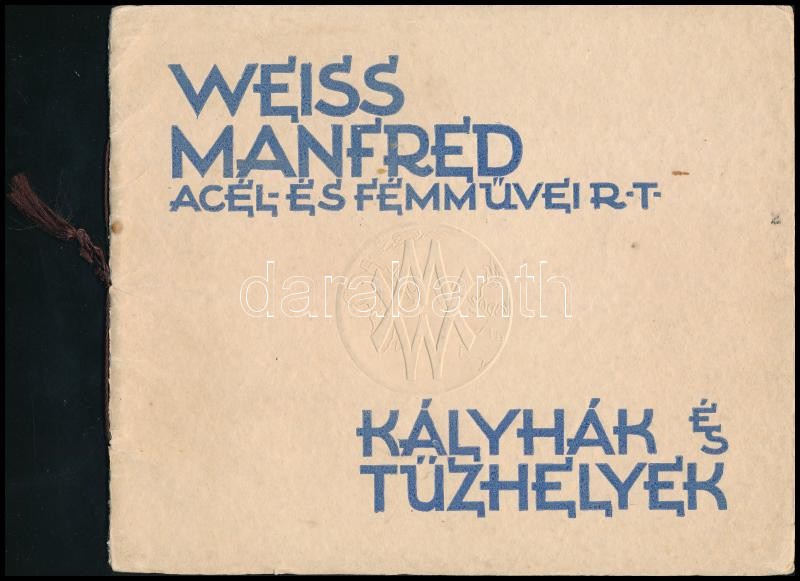 WEISS
MANFRED
ACÉL- ÉS FÉMMŰVEI R-T-
darabanth
KÁLYHÁK ÉS
TŰZHELYEK